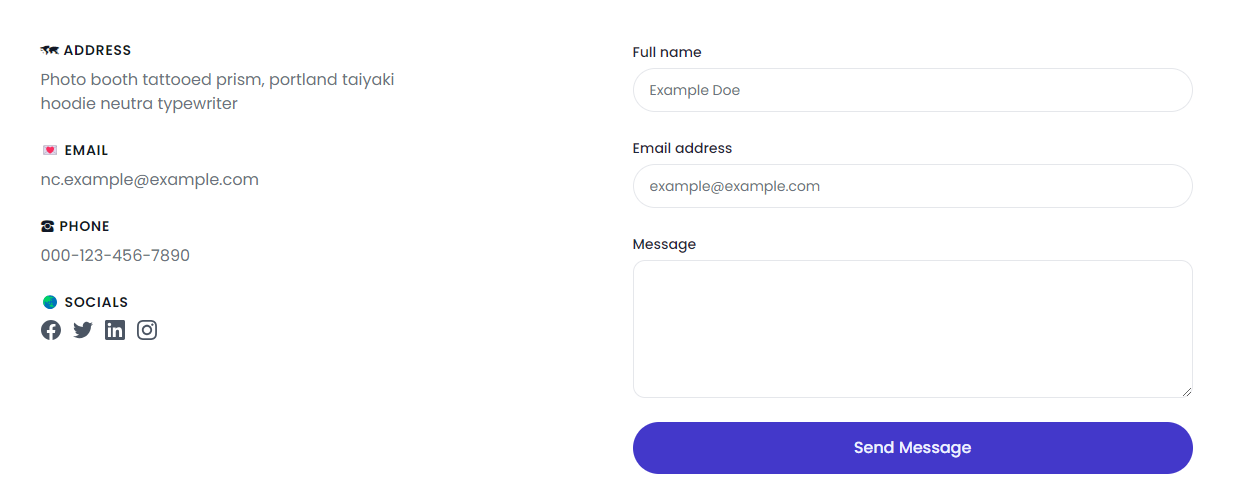 ADDRESS
Photo booth tattooed prism, portland taiyaki
hoodie neutra typewriter
EMAIL
nc.example@example.com
PHONE
000-123-456-7890
SOCIALS
Full name
Example Doe
Email address
example@example.com
Message
Send Message